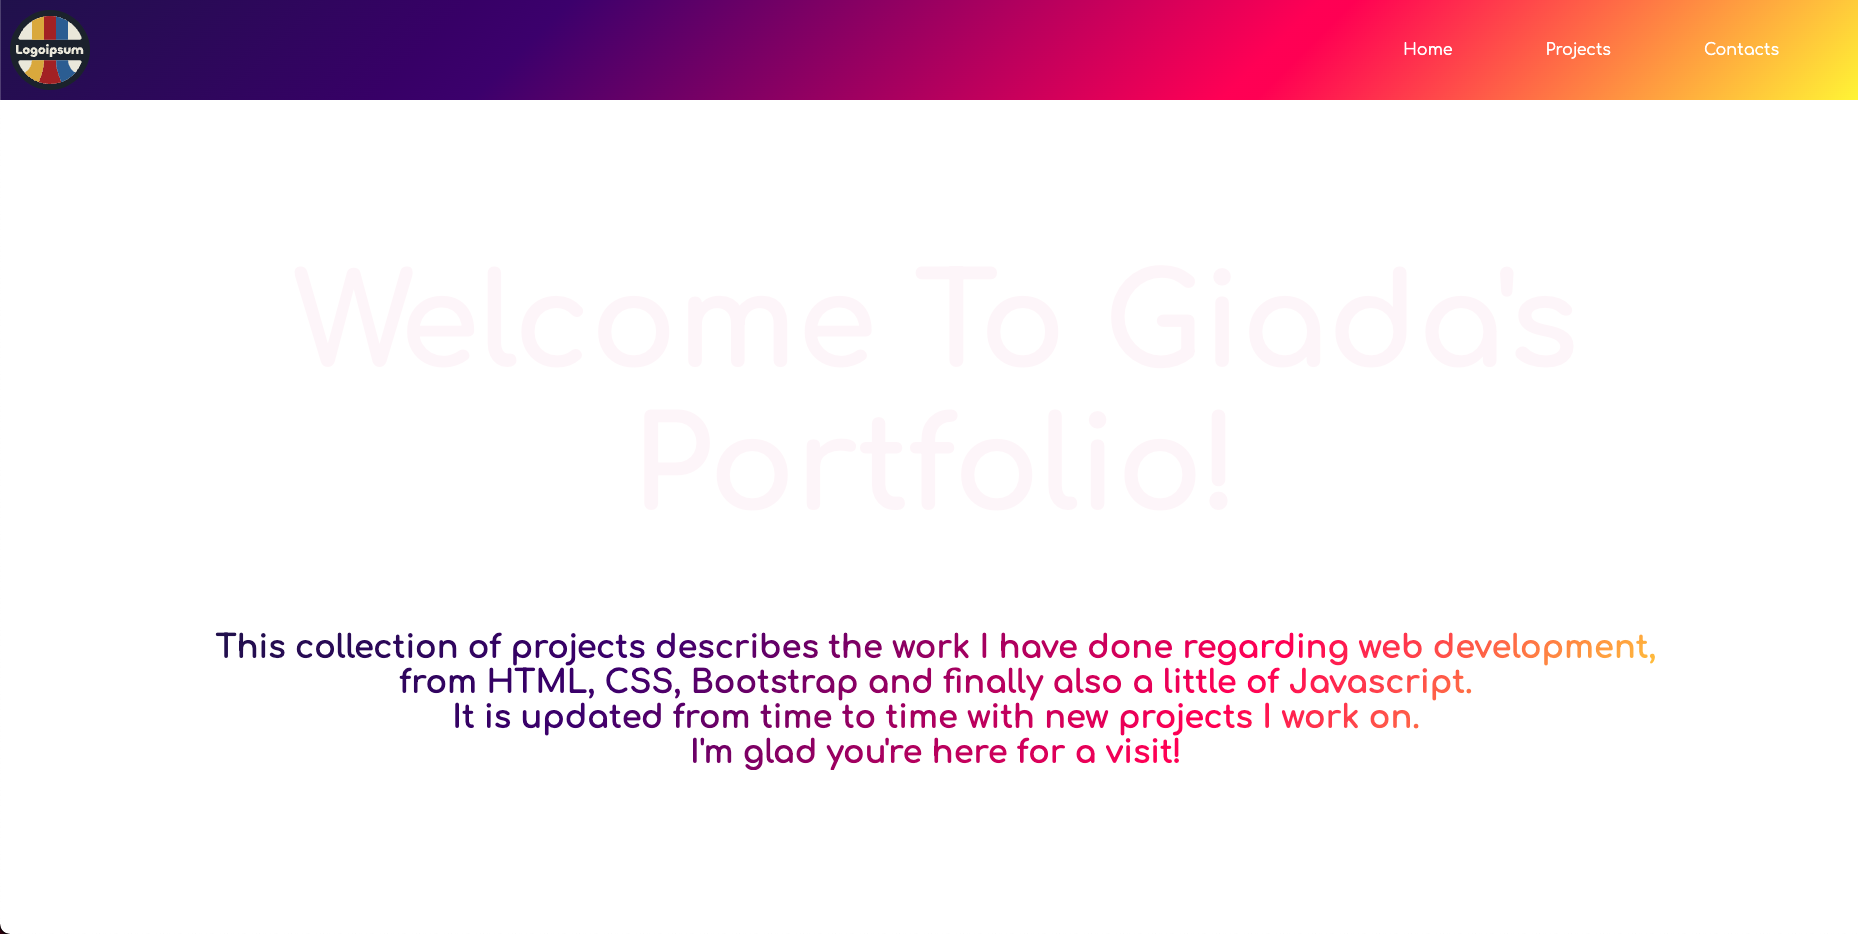 Logoipsum
Home
Projects
Contacts
Welcome To Giada's
Portfolio!
This collection of projects describes the work I have done regarding web development,
from HTML, CSS, Bootstrap and finally also a little of Javascript.
It is updated from time to time with new projects I work on.
I'm glad you're here for a visit!